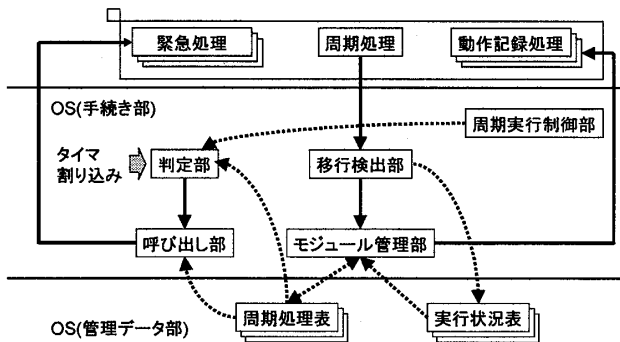 緊急処理
周期処理
動作記録処理
OS(手続き部)
周期実行制御部
タイマ
割り込み
判定部
移行検出部
呼び出し部
モジュール管理部
周期処理表
実行状況表
OS(管理データ部)